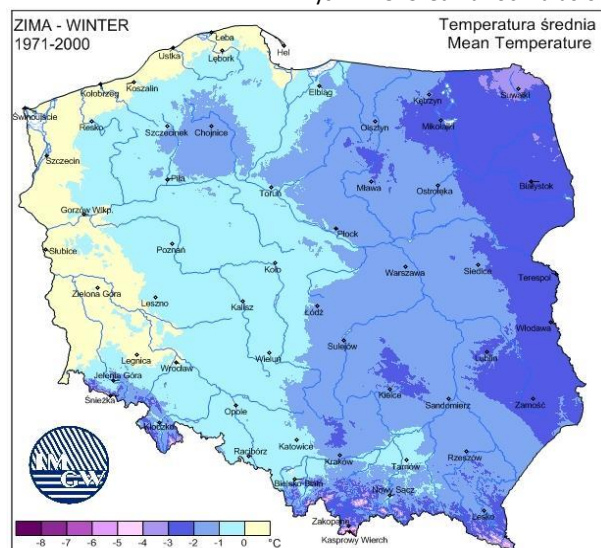 ZIMA - WINTER
1971-2000
Temperatura średnia
Mean Temperature
Łeba
Ustka
Lębork
Hel
Koszalin
Kołobrzeg
Świnoujście
Resko
Szczecinek
Chojnice
Elbląg
Kętrzyn
Suwałki
Olsztyn
Mikołajki
Szczecin
Piła
Toruń
Mława
Ostrołęka
Białystok
Gorzów Wlkp.
Płock
Słubice
Poznań
Koło
Warszawa
Siedlce
Terespol
Zielona Góra
Leszno
Kalisz
Łódź
Włodawa
Legnica
Wrocław
Wieluń
Sulejów
Lublin
Jelenia Góra
Śnieżka
Kielce
Sandomierz
Zamość
Kłodzko
Opole
Racibórz
Katowice
Kraków
Tarnów
Rzeszów
Bielsko-Biała
Nowy Sącz
Lesko
Zakopane
Kasprowy Wierch
IM
GW
-8 -7 -6 -5 -4 -3 -2 -1 0 °C